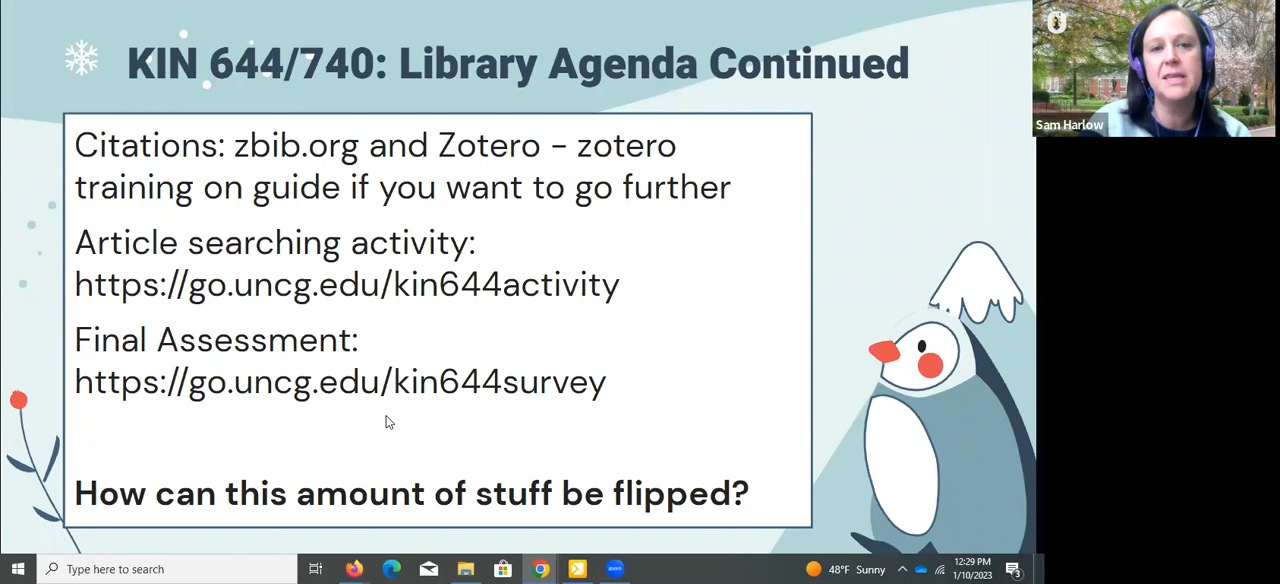 KIN 644/740: Library Agenda Continued
Sam Harlow
Citations: zbib.org and Zotero – zotero
training on guide if you want to go further
Article searching activity:
https://go.uncg.edu/kin644activity
Final Assessment:
https://go.uncg.edu/kin644survey
How can this amount of stuff be flipped?
Type here to search
zoom
48°F Sunny
12:29 PM
1/10/2023
3